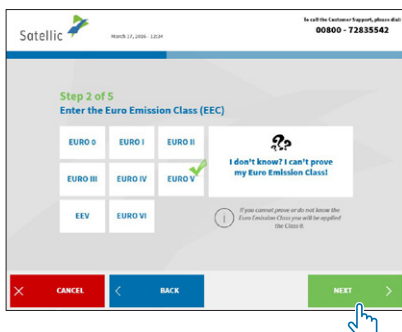 Satellic
March 17, 2016 - 12:34
To call the Customer Support, please dial:
00800 - 72835542
Step 2 of 5
Enter the Euro Emission Class (EEC)
EURO 0
EURO I
EURO II
EURO III
EURO IV
EURO V
EEV
EURO VI
???
I don't know? I can't prove
my Euro Emission Class!
i
If you cannot prove or do not know the
Euro Emission Class you will be applied
the Class 0.
CANCEL
BACK
NEXT